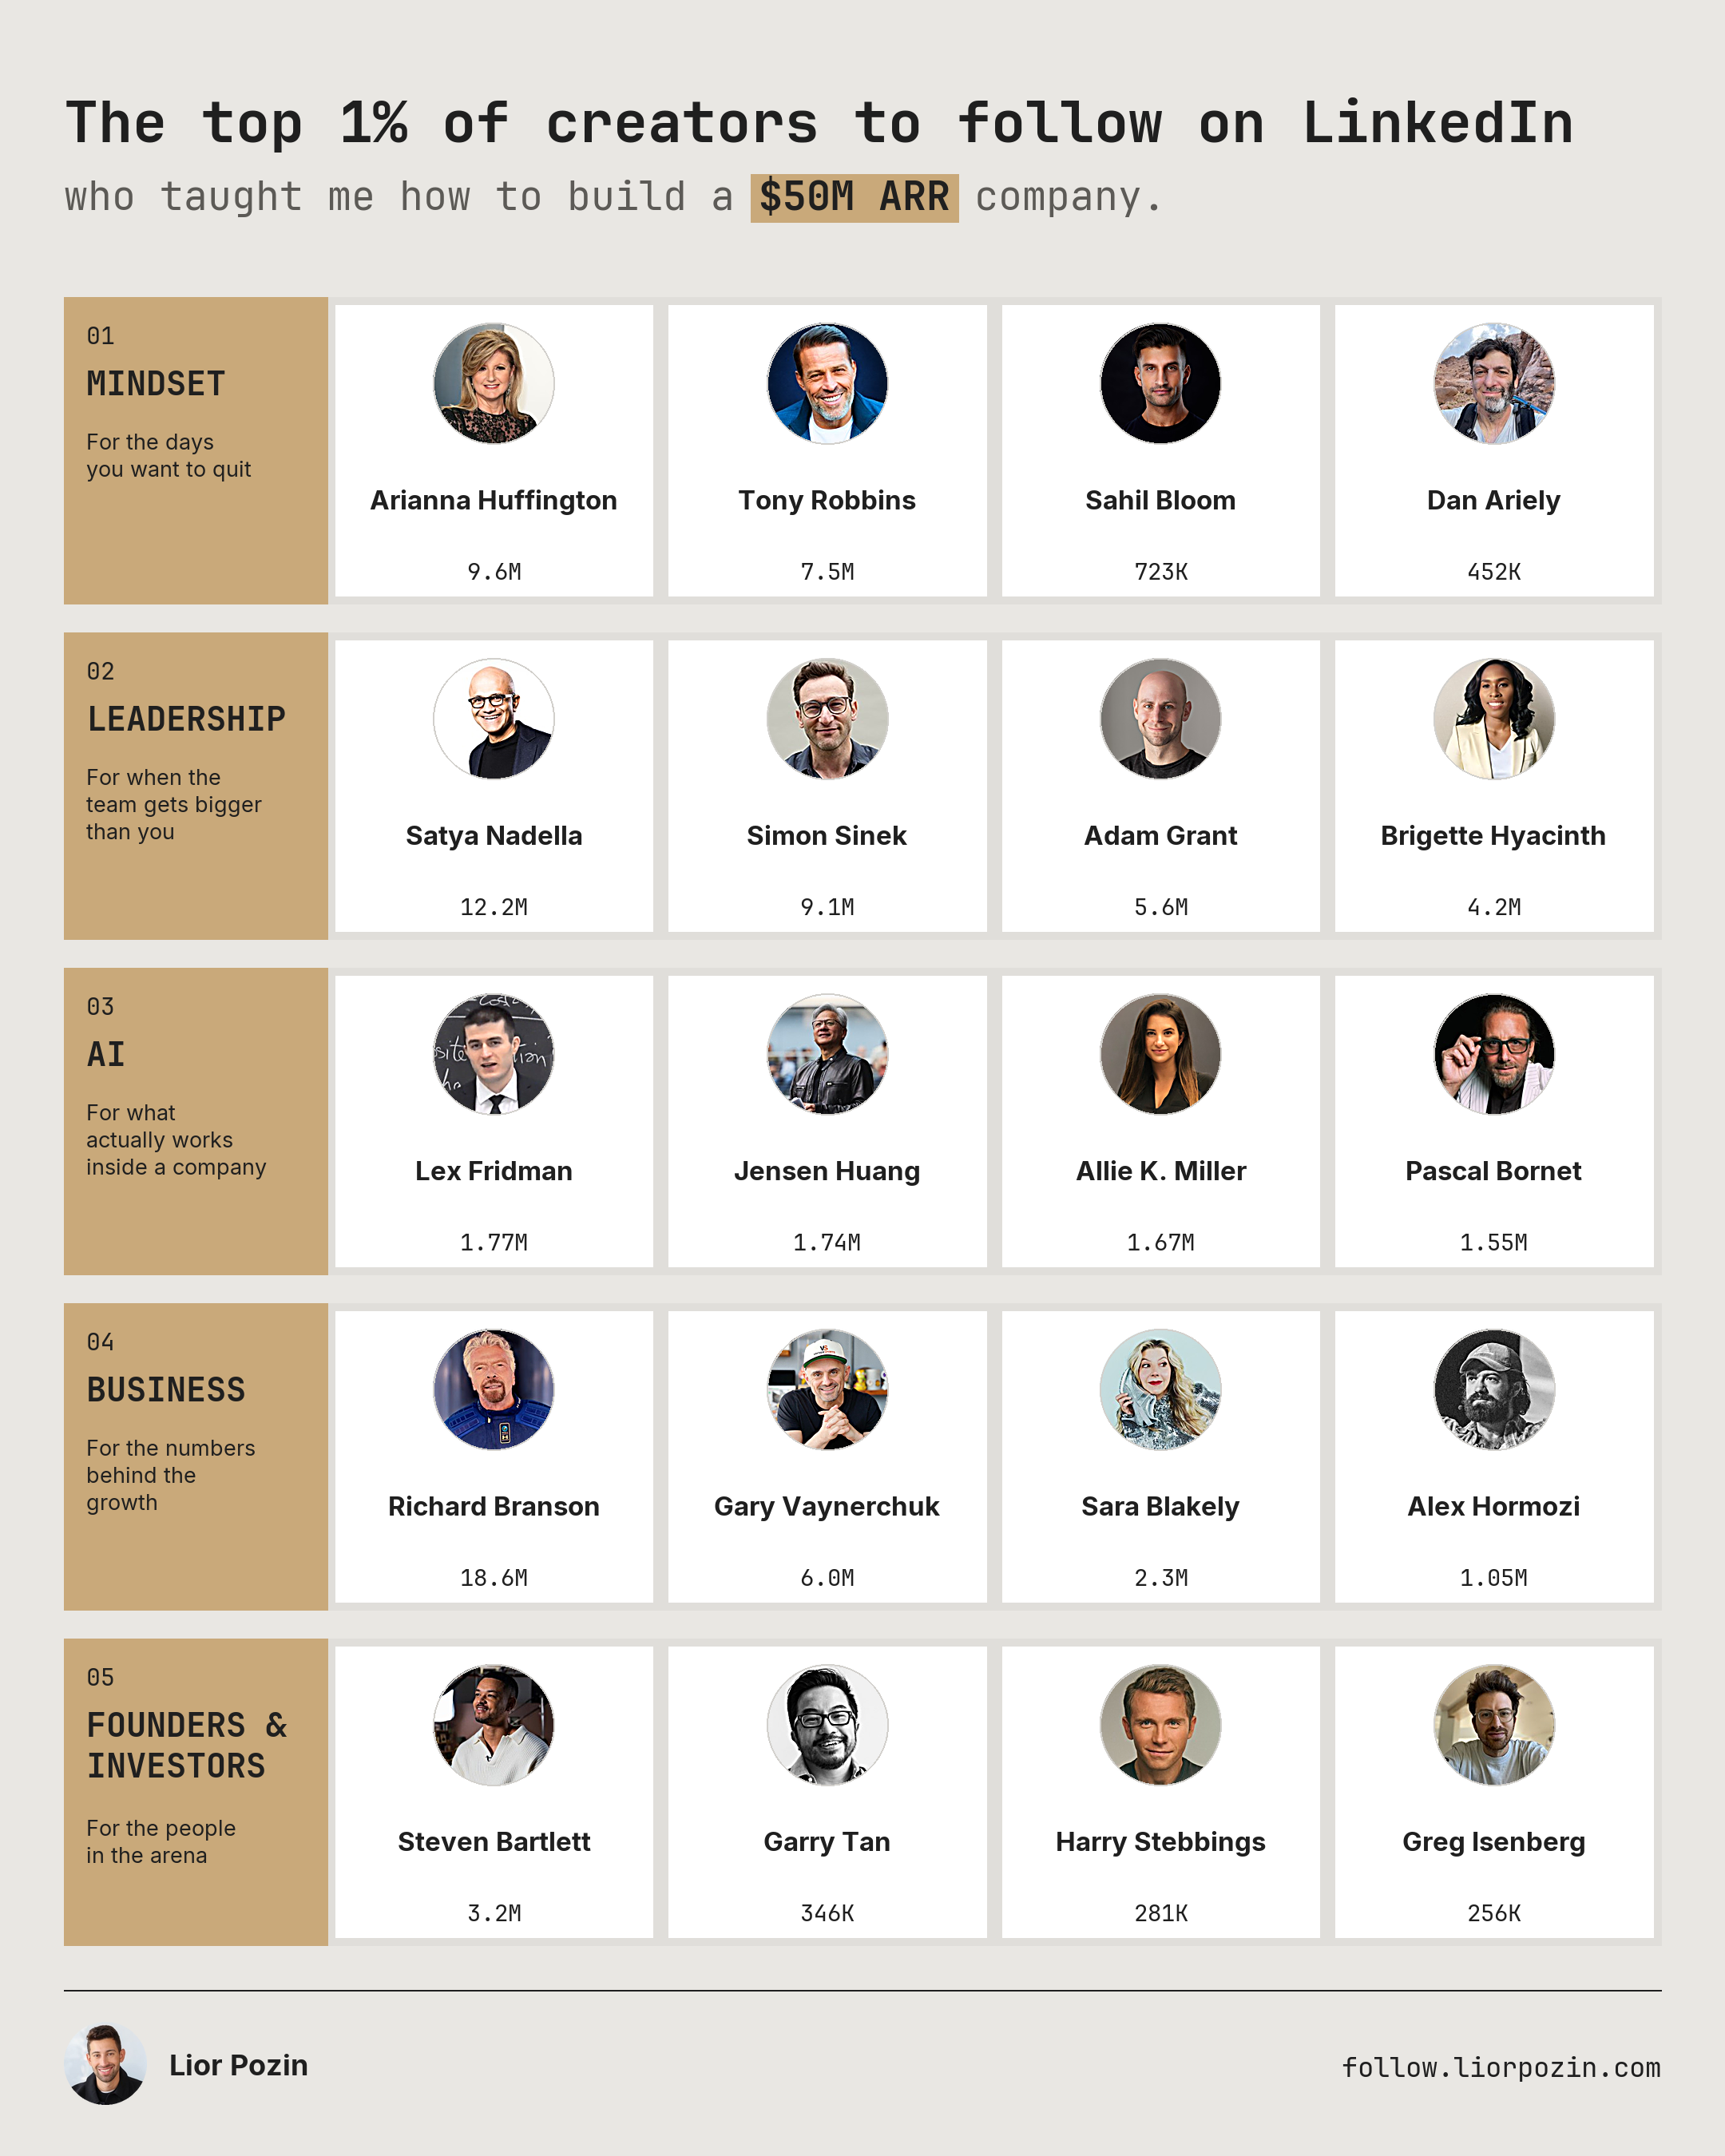 The top 1% of creators to follow on LinkedIn
who taught me how to build a $50M ARR company.
01
MINDSET
For the days
you want to quit
Arianna Huffington
9.6M
Tony Robbins
7.5M
Sahil Bloom
723K
Dan Ariely
452K
02
LEADERSHIP
For when the
team gets bigger
than you
Satya Nadella
12.2M
Simon Sinek
9.1M
Adam Grant
5.6M
Brigette Hyacinth
4.2M
03
AI
For what
actually works
inside a company
Lex Fridman
1.77M
Jensen Huang
1.74M
Allie K. Miller
1.67M
Pascal Bornet
1.55M
04
BUSINESS
For the numbers
behind the
growth
Richard Branson
18.6M
Gary Vaynerchuk
6.0M
Sara Blakely
2.3M
Alex Hormozi
1.05M
05
FOUNDERS &
INVESTORS
For the people
in the arena
Steven Bartlett
3.2M
Garry Tan
346K
Harry Stebbings
281K
Greg Isenberg
256K
Lior Pozin
follow.liorpozin.com